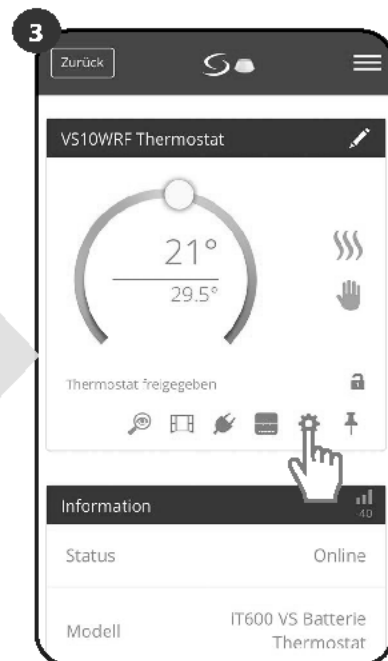 3
Zurück
VS10WRF Thermostat
21°
29.5°
Thermostat freigegeben
Information
40
Status Online
Modell IT600 VS Batterie
Thermostat